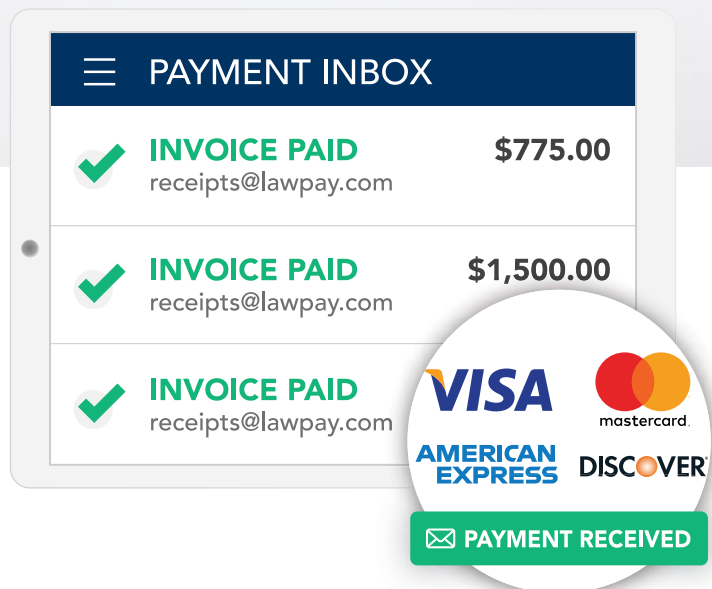 PAYMENT INBOX
INVOICE PAID $775.00
receipts@lawpay.com
INVOICE PAID $1,500.00
receipts@lawpay.com
INVOICE PAID
receipts@lawpay.com
VISA
mastercard.
AMERICAN
EXPRESS
DISCOVER
PAYMENT RECEIVED